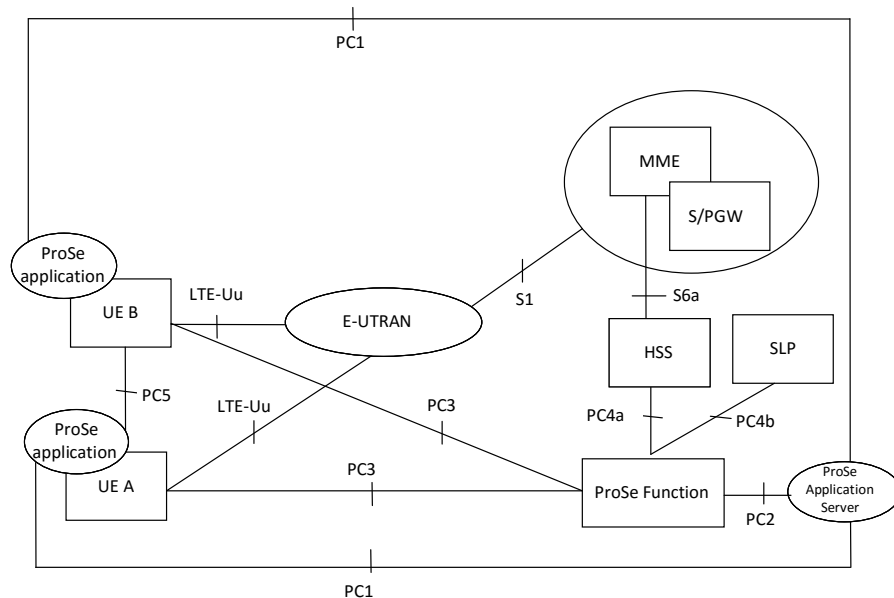 PC1
MME
S/PGW
ProSe
application
LTE-Uu
UE B
E-UTRAN
S1
S6a
HSS
SLP
PC5
LTE-Uu
PC3
PC4a
PC4b
ProSe
application
UE A
PC3
ProSe Function
PC2
ProSe
Application
Server
PC1